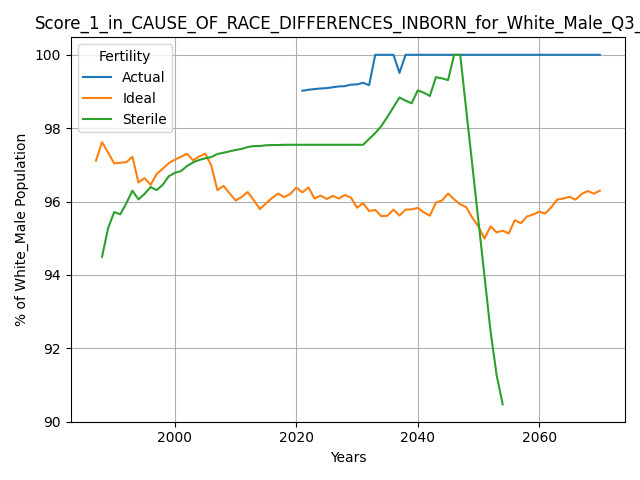 Score_1_in_CAUSE_OF_RACE_DIFFERENCES_INBORN_for_White_Male_Q3_
Fertility
Actual
Ideal
Sterile
% of White_Male Population
100
98
96
94
92
90
2000 2020 2040 2060
Years